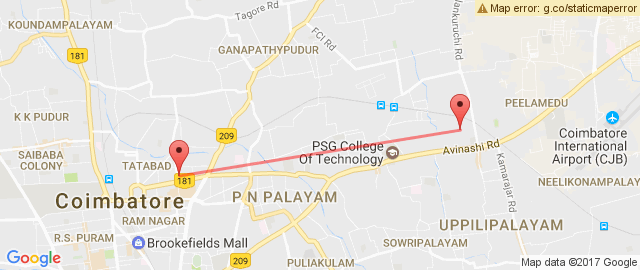 Map error: g.co/staticmaperror
Tagore Rd
KOUNDAMPALAYAM
FCI Rd
GANAPATHYPUDUR
181
PEELAMEDU
K K PUDUR
Coimbatore
International
Airport (CJB)
209
PSG College
Of Technology
Avinashi Rd
SAIBABA
COLONY
TATABAD
181
Kamarajar Rd
NEELIKONAMPALAY
Coimbatore
P N PALAYAM
RAM NAGAR
UPPILIPALAYAM
R.S. PURAM
Brookefields Mall
SOWRIPALAYAM
209
PULIAKULAM
Google
Map data ©2017 Google